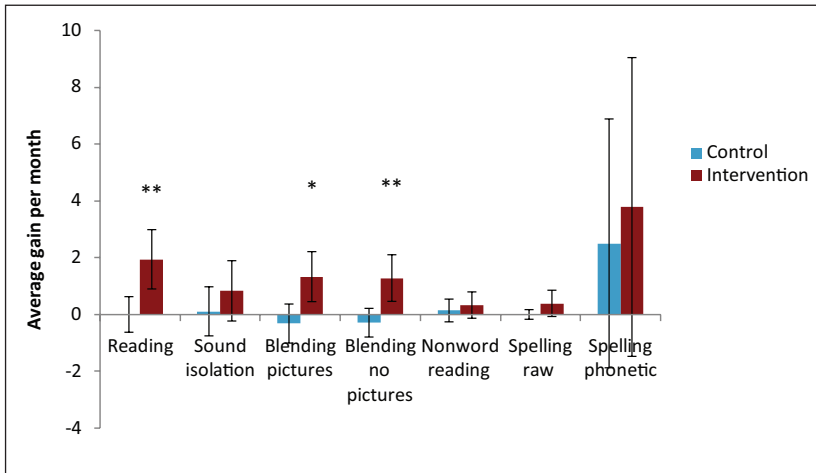 10
8
6
4
2
0
-2
-4
Average gain per month
**
*
**
Reading
Sound
isolation
Blending
pictures
Blending
no
pictures
Nonword
reading
Spelling
raw
Spelling
phonetic
Control
Intervention